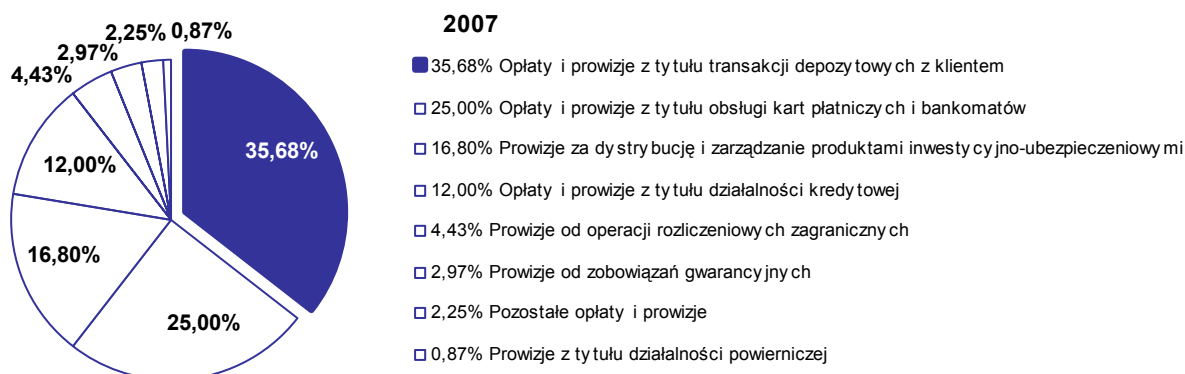 2007
2,25%
0,87%
2,97%
4,43%
35,68%
12,00%
16,80%
25,00%
35,68% Opłaty i prowizje z tytułu transakcji depozytowych z klientem
25,00% Opłaty i prowizje z tytułu obsługi kart płatniczych i bankomatów
16,80% Prowizje za dystrybucję i zarządzanie produktami inwestycyjno-ubezpieczeniowymi
12,00% Opłaty i prowizje z tytułu działalności kredytowej
4,43% Prowizje od operacji rozliczeniowych zagranicznych
2,97% Prowizje od zobowiązań gwarancyjnych
2,25% Pozostałe opłaty i prowizje
0,87% Prowizje z tytułu działalności powierniczej